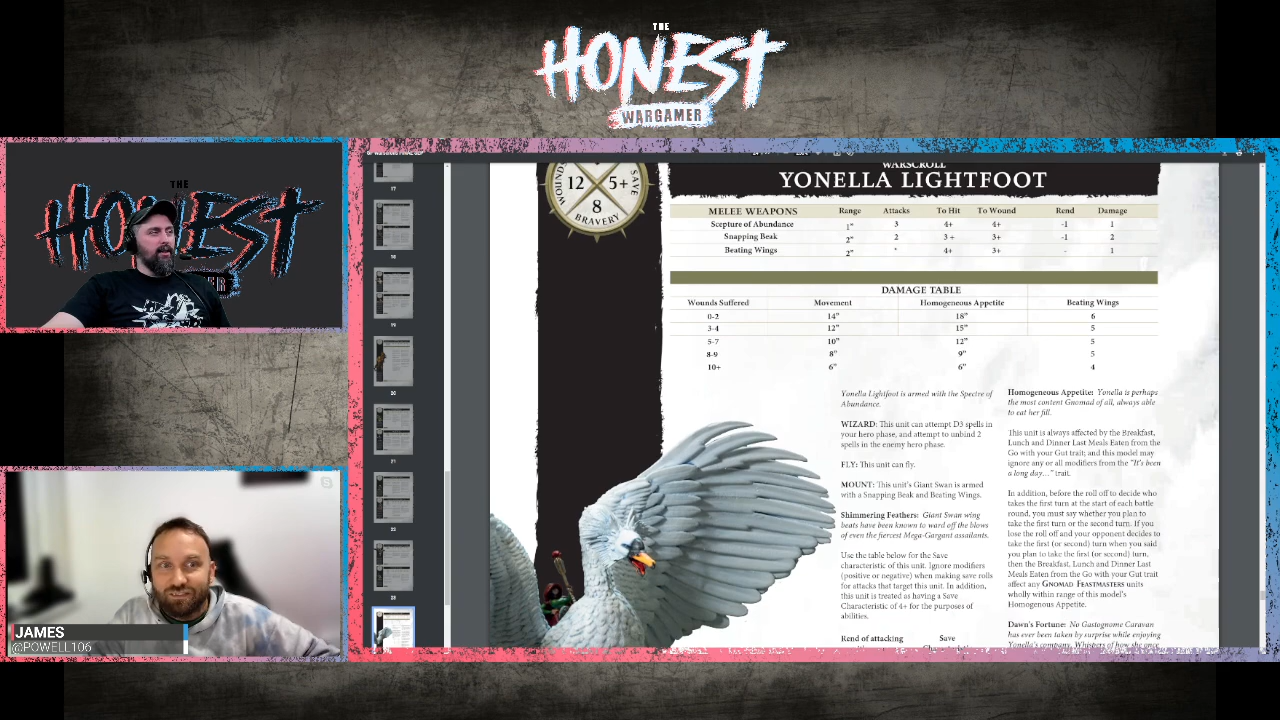 THE
HONEST
WARGAMER
THE
HONEST
JAMES
@POWELL106
17
18
19
20
21
22
23
WOUNDS
12
5+
SAVE
8
BRAVERY
WARSCROLL
YONELLA LIGHTFOOT
MELEE WEAPONS Range Attacks To Hit To Wound Rend Damage
Scepture of Abundance 1" 3 4+ 4+ -1 1
Snapping Beak 2" 2 3+ 3+ -1 2
Beating Wings 2" * 4+ 3+ - 1
DAMAGE TABLE
Wounds Suffered Movement Homogeneous Appetite Beating Wings
0-2 14" 18" 6
3-4 12" 15" 5
5-7 10" 12" 5
8-9 8" 9" 5
10+ 6" 6" 4
Yonella Lightfoot is armed with the Spectre of
Abundance.
WIZARD: This unit can attempt D3 spells in
your hero phase, and attempt to unbind 2
spells in the enemy hero phase.
FLY: This unit can fly.
MOUNT: This unit's Giant Swan is armed
with a Snapping Beak and Beating Wings.
Shimmering Feathers: Giant Swan wing
beats have been known to ward off the blows
of even the fiercest Mega-Gargant assailants.
Use the table below for the Save
characteristic of this unit. Ignore modifiers
(positive or negative) when making save rolls
for attacks that target this unit. In addition,
this unit is treated as having a Save
Characteristic of 4+ for the purposes of
abilities.
Rend of attacking Save
Homogeneous Appetite: Yonella is perhaps
the most content Gnomad of all, always able
to eat her fill.
This unit is always affected by the Breakfast,
Lunch and Dinner Last Meals Eaten from the
Go with your Gut trait; and this model may
ignore any or all modifiers from the "It's been
a long day..." trait.
In addition, before the roll off to decide who
takes the first turn at the start of each battle
round, you must say whether you plan to
take the first turn or the second turn. If you
lose the roll off and your opponent decides to
take the first (or second) turn when you said
you plan to take the first (or second) turn,
then the Breakfast, Lunch and Dinner Last
Meals Eaten from the Go with your Gut trait
affect any GNOMAD FEASTMASTERS units
wholly within range of this model's
Homogenous Appetite.
Dawn's Fortune: No Gastognome Caravan
has ever been taken by surprise while enjoying
Yonella's company. Whispers of how she once